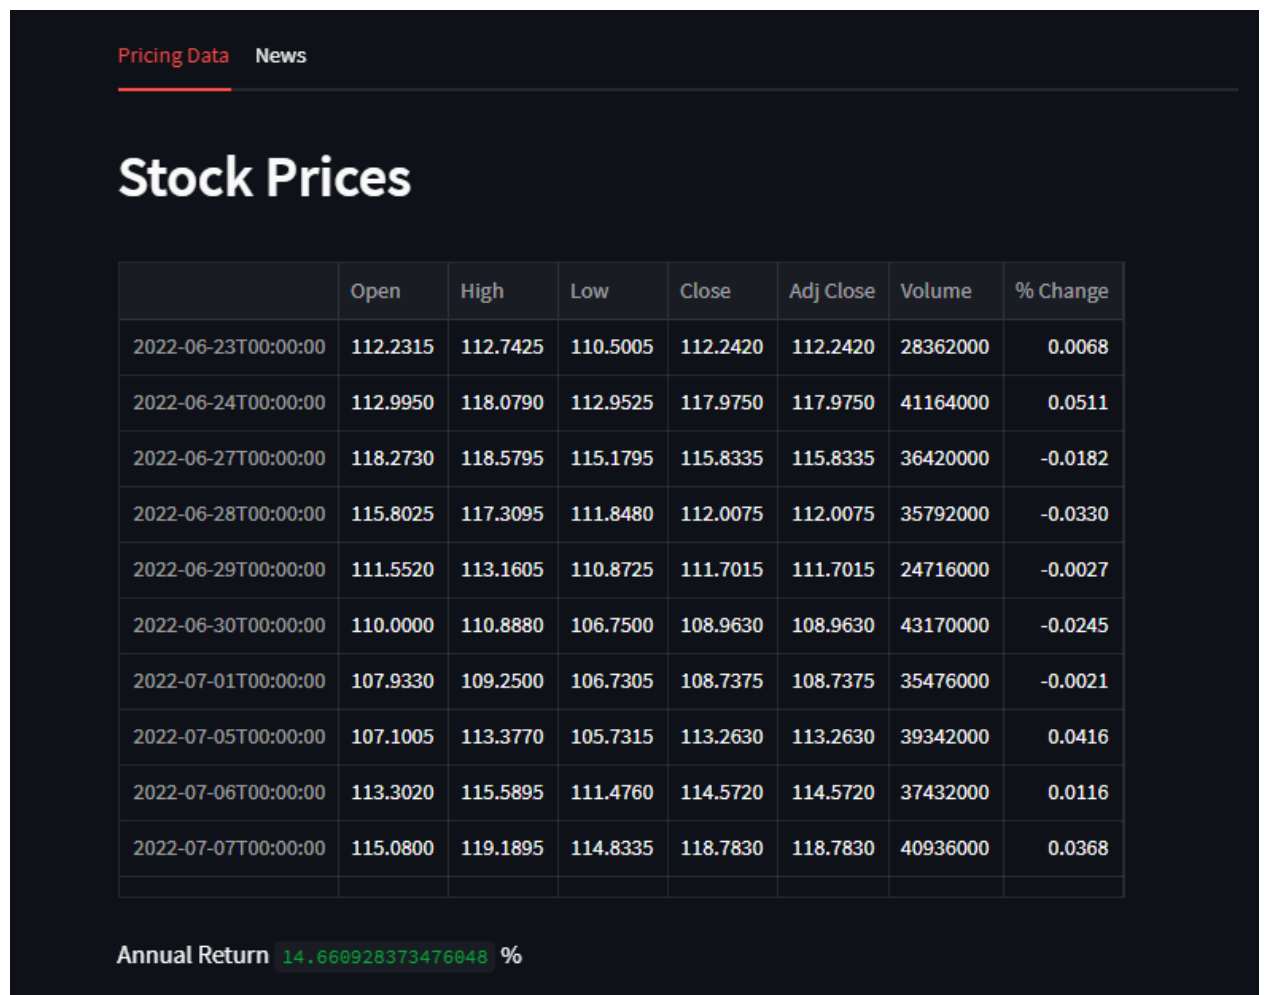 Pricing Data News
Stock Prices
Open High Low Close Adj Close Volume % Change
2022-06-23T00:00:00 112.2315 112.7425 110.5005 112.2420 112.2420 28362000 0.0068
2022-06-24T00:00:00 112.9950 118.0790 112.9525 117.9750 117.9750 41164000 0.0511
2022-06-27T00:00:00 118.2730 118.5795 115.1795 115.8335 115.8335 36420000 -0.0182
2022-06-28T00:00:00 115.8025 117.3095 111.8480 112.0075 112.0075 35792000 -0.0330
2022-06-29T00:00:00 111.5520 113.1605 110.8725 111.7015 111.7015 24716000 -0.0027
2022-06-30T00:00:00 110.0000 110.8880 106.7500 108.9630 108.9630 43170000 -0.0245
2022-07-01T00:00:00 107.9330 109.2500 106.7305 108.7375 108.7375 35476000 -0.0021
2022-07-05T00:00:00 107.1005 113.3770 105.7315 113.2630 113.2630 39342000 0.0416
2022-07-06T00:00:00 113.3020 115.5895 111.4760 114.5720 114.5720 37432000 0.0116
2022-07-07T00:00:00 115.0800 119.1895 114.8335 118.7830 118.7830 40936000 0.0368
Annual Return 14.660928373476048 %